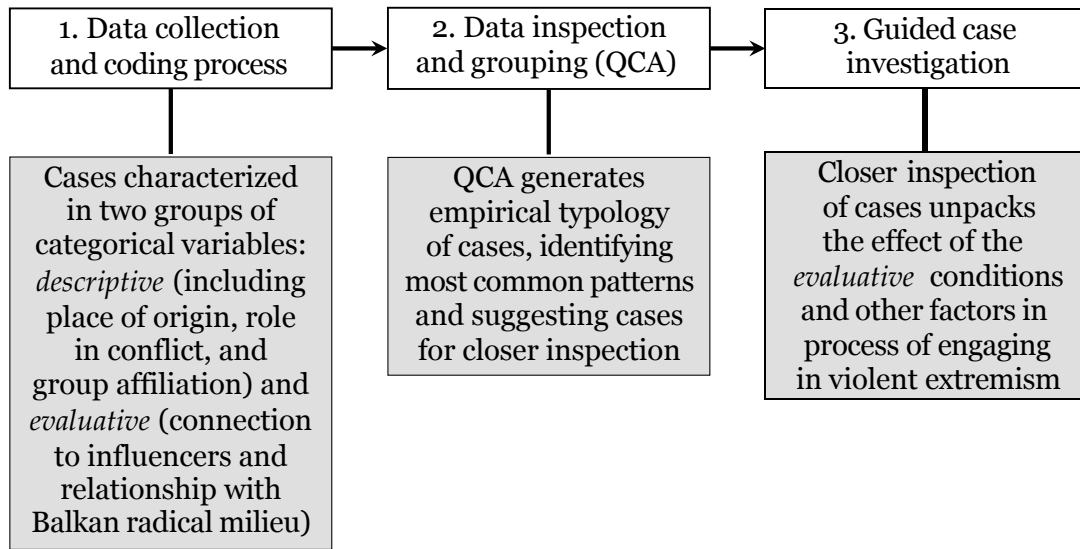 1. Data collection
and coding process
2. Data inspection
and grouping (QCA)
3. Guided case
investigation
Cases characterized
in two groups of
categorical variables:
descriptive (including
place of origin, role
in conflict, and
group affiliation) and
evaluative (connection
to influencers and
relationship with
Balkan radical milieu)
QCA generates
empirical typology
of cases, identifying
most common patterns
and suggesting cases
for closer inspection
Closer inspection
of cases unpacks
the effect of the
evaluative conditions
and other factors in
process of engaging
in violent extremism